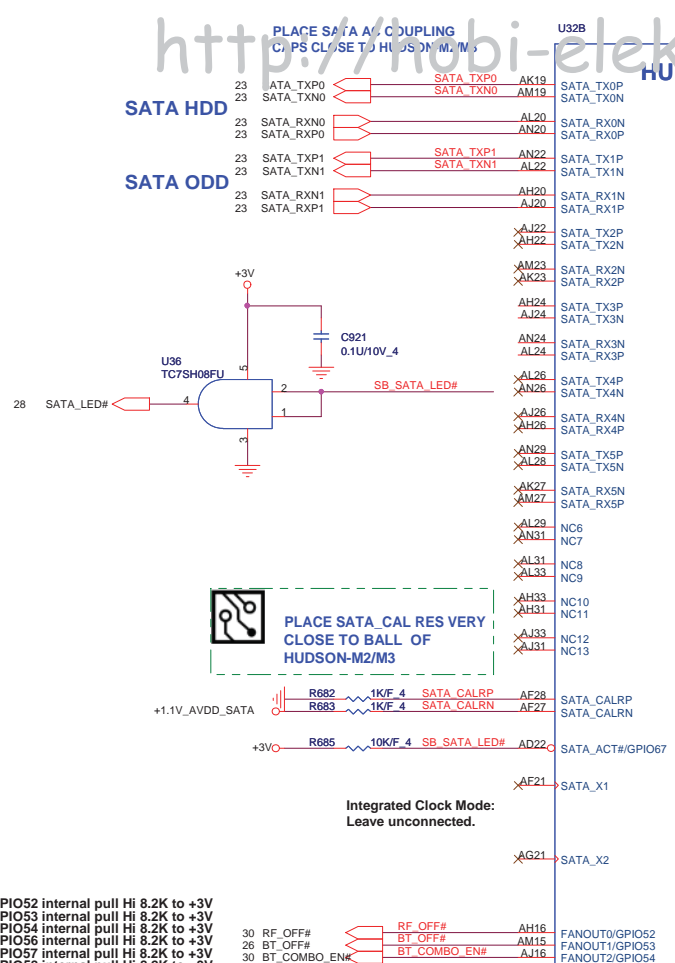 http://hobi-elek
PLACE SATA AC COUPLING
CAPS CLOSE TO HUDSON-M2/M3
U32B
HU
23 SATA_TXP0 SATA_TXP0 AK19 SATA_TX0P
23 SATA_TXN0 SATA_TXN0 AM19 SATA_TX0N
SATA HDD
23 SATA_RXN0 AL20 SATA_RX0N
23 SATA_RXP0 AN20 SATA_RX0P
23 SATA_TXP1 SATA_TXP1 AN22 SATA_TX1P
23 SATA_TXN1 SATA_TXN1 AL22 SATA_TX1N
SATA ODD
23 SATA_RXN1 AH20 SATA_RX1N
23 SATA_RXP1 AJ20 SATA_RX1P
AJ22 SATA_TX2P
AH22 SATA_TX2N
AM23 SATA_RX2N
AK23 SATA_RX2P
+3V
AH24 SATA_TX3P
AJ24 SATA_TX3N
C921
0.1U/10V_4
AN24 SATA_RX3N
AL24 SATA_RX3P
U36
TC7SH08FU
5
AL26 SATA_TX4P
AN26 SATA_TX4N
2 SB_SATA_LED#
28 SATA_LED# 4
1
AJ26 SATA_RX4N
AH26 SATA_RX4P
3
AN29 SATA_TX5P
AL28 SATA_TX5N
AK27 SATA_RX5N
AM27 SATA_RX5P
AL29 NC6
AN31 NC7
AL31 NC8
AL33 NC9
AH33 NC10
AH31 NC11
PLACE SATA_CAL RES VERY
CLOSE TO BALL OF
HUDSON-M2/M3
AJ33 NC12
AJ31 NC13
R682 1K/F_4 SATA_CALRP AF28 SATA_CALRP
+1.1V_AVDD_SATA R683 1K/F_4 SATA_CALRN AF27 SATA_CALRN
+3V R685 10K/F_4 SB_SATA_LED# AD22 SATA_ACT#/GPIO67
AF21 SATA_X1
Integrated Clock Mode:
Leave unconnected.
AG21 SATA_X2
PIO52 internal pull Hi 8.2K to +3V
PIO53 internal pull Hi 8.2K to +3V
PIO54 internal pull Hi 8.2K to +3V
PIO56 internal pull Hi 8.2K to +3V
PIO57 internal pull Hi 8.2K to +3V
30 RF_OFF# RF_OFF# AH16 FANOUT0/GPIO52
26 BT_OFF# BT_OFF# AM15 FANOUT1/GPIO53
30 BT_COMBO_EN# BT_COMBO_EN# AJ16 FANOUT2/GPIO54